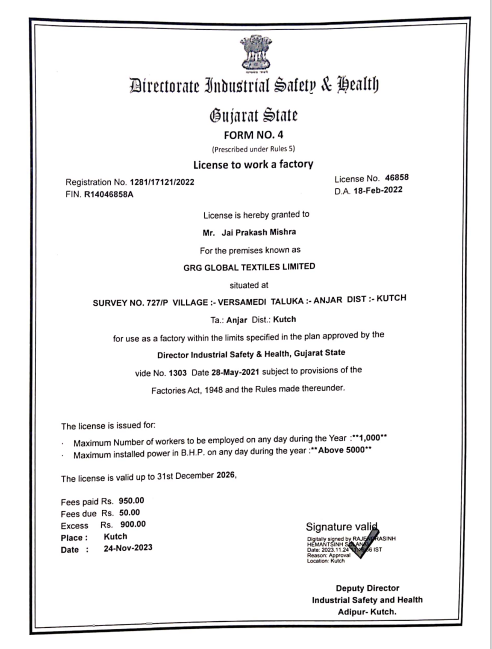 Directorate Industrial Safety & Health
Gujarat State
FORM NO. 4
(Prescribed under Rules 5)
License to work a factory
Registration No. 1281/17121/2022
License No. 46858
FIN. R14046858A
D.A. 18-Feb-2022
License is hereby granted to
Mr. Jai Prakash Mishra
For the premises known as
GRG GLOBAL TEXTILES LIMITED
situated at
SURVEY NO. 727/P VILLAGE :- VERSAMEDI TALUKA :- ANJAR DIST :- KUTCH
Ta.: Anjar Dist.: Kutch
for use as a factory within the limits specified in the plan approved by the
Director Industrial Safety & Health, Gujarat State
vide No. 1303 Date 28-May-2021 subject to provisions of the
Factories Act, 1948 and the Rules made thereunder.
The license is issued for:
· Maximum Number of workers to be employed on any day during the Year :**1,000**
· Maximum installed power in B.H.P. on any day during the year :**Above 5000**
The license is valid up to 31st December 2026,
Fees paid Rs. 950.00
Fees due Rs. 50.00
Excess Rs. 900.00
Place : Kutch
Date : 24-Nov-2023
Signature valid
Digitally signed by
HEMANTSINH
Date: 2023.11.24 IST
Reason: Approval
Location: Kutch
Deputy Director
Industrial Safety and Health
Adipur- Kutch.